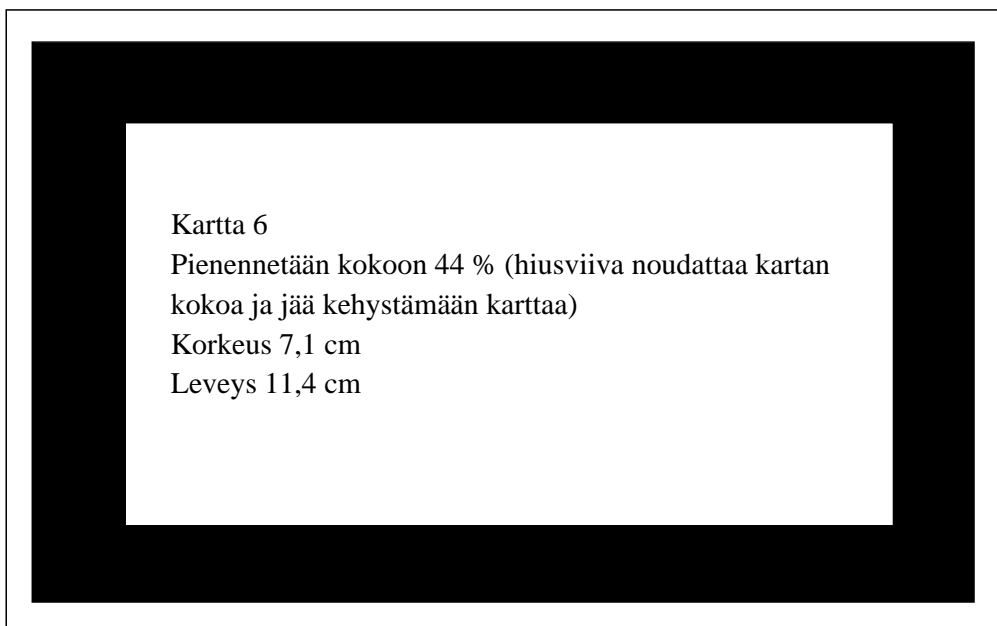 Kartta 6
Pienennetään kokoon 44 % (hiusviiva noudattaa kartan
kokoa ja jää kehystämään karttaa)
Korkeus 7,1 cm
Leveys 11,4 cm